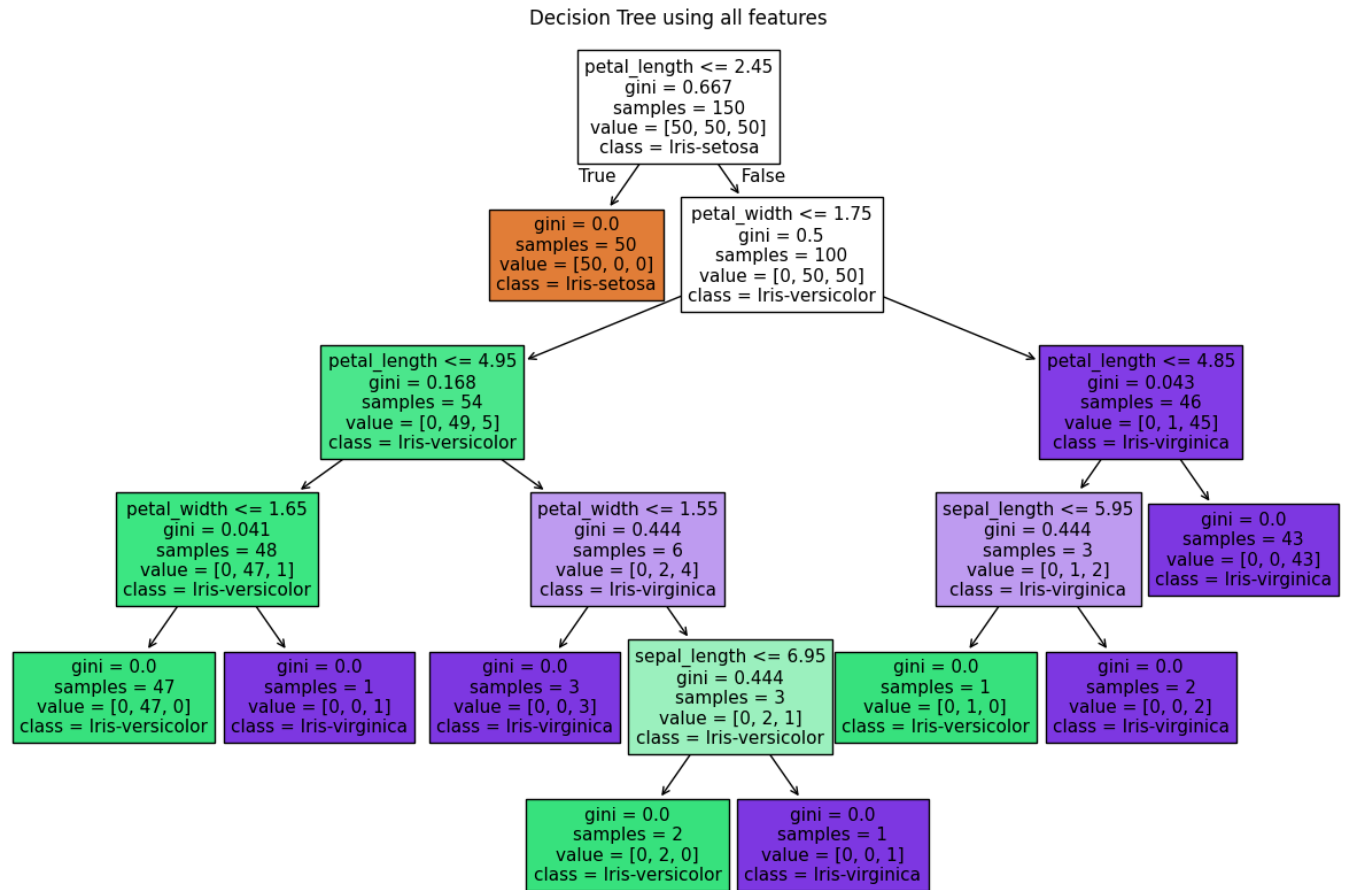 Decision Tree using all features
petal_length <= 2.45
gini = 0.667
samples = 150
value = [50, 50, 50]
class = Iris-setosa
True
False
gini = 0.0
samples = 50
value = [50, 0, 0]
class = Iris-setosa
petal_width <= 1.75
gini = 0.5
samples = 100
value = [0, 50, 50]
class = Iris-versicolor
petal_length <= 4.95
gini = 0.168
samples = 54
value = [0, 49, 5]
class = Iris-versicolor
petal_length <= 4.85
gini = 0.043
samples = 46
value = [0, 1, 45]
class = Iris-virginica
petal_width <= 1.65
gini = 0.041
samples = 48
value = [0, 47, 1]
class = Iris-versicolor
petal_width <= 1.55
gini = 0.444
samples = 6
value = [0, 2, 4]
class = Iris-virginica
sepal_length <= 5.95
gini = 0.444
samples = 3
value = [0, 1, 2]
class = Iris-virginica
gini = 0.0
samples = 43
value = [0, 0, 43]
class = Iris-virginica
gini = 0.0
samples = 47
value = [0, 47, 0]
class = Iris-versicolor
gini = 0.0
samples = 1
value = [0, 0, 1]
class = Iris-virginica
gini = 0.0
samples = 3
value = [0, 0, 3]
class = Iris-virginica
sepal_length <= 6.95
gini = 0.444
samples = 3
value = [0, 2, 1]
class = Iris-versicolor
gini = 0.0
samples = 1
value = [0, 1, 0]
class = Iris-versicolor
gini = 0.0
samples = 2
value = [0, 0, 2]
class = Iris-virginica
gini = 0.0
samples = 2
value = [0, 2, 0]
class = Iris-versicolor
gini = 0.0
samples = 1
value = [0, 0, 1]
class = Iris-virginica